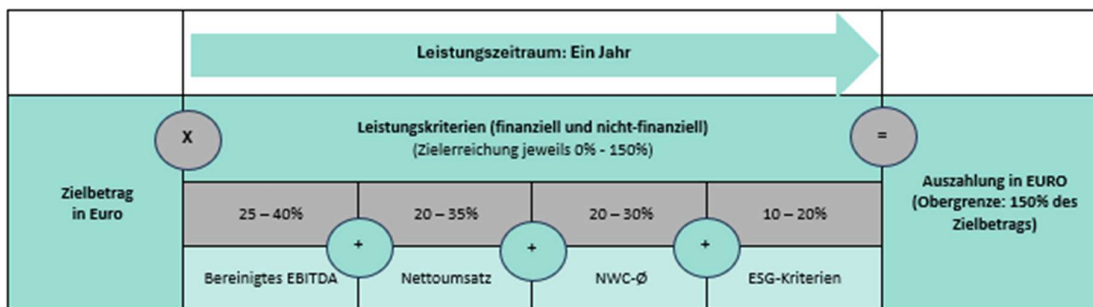 Leistungszeitraum: Ein Jahr
X
Leistungskriterien (finanziell und nicht-finanziell)
(Zielerreichung jeweils 0% - 150%)
=
Zielbetrag
in Euro
25 – 40%
20 – 35%
20 – 30%
10 – 20%
Auszahlung in EURO
(Obergrenze: 150% des
Zielbetrags)
+
+
+
Bereinigtes EBITDA
Nettoumsatz
NWC-Ø
ESG-Kriterien